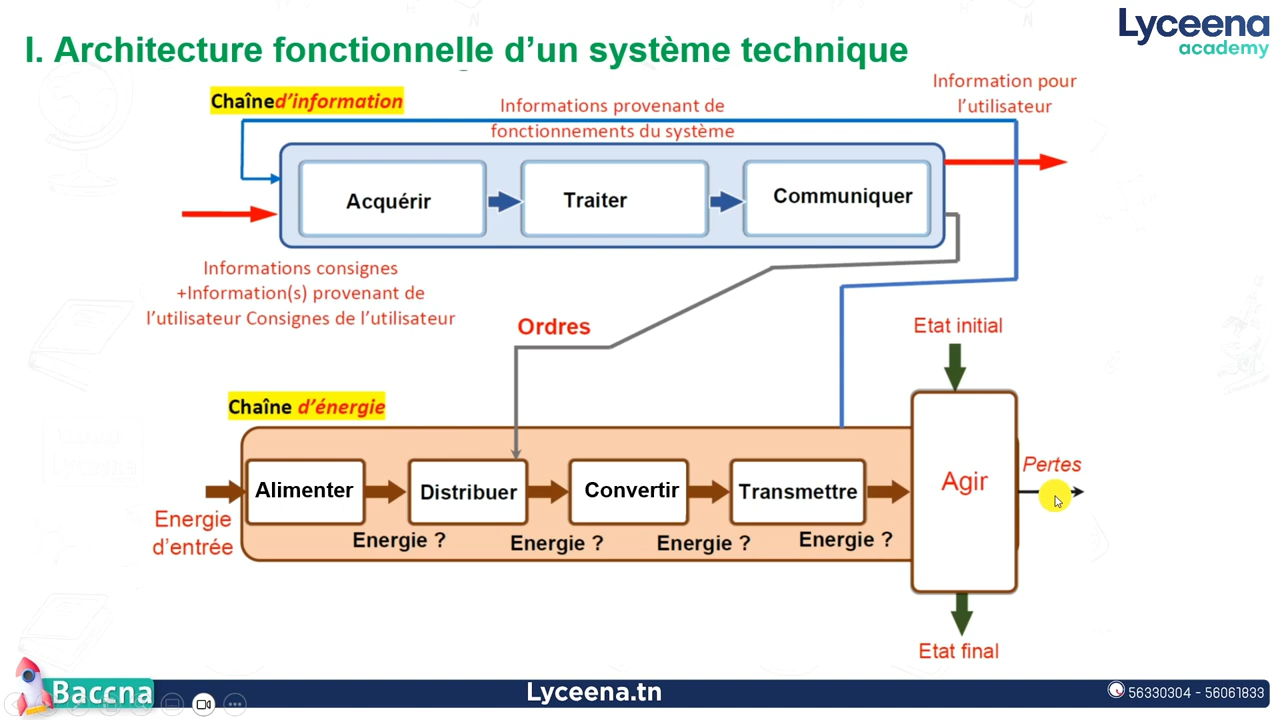 I. Architecture fonctionnelle d’un système technique
Lyceena
academy
Chaîned’information
Informations provenant de
fonctionnements du système
Information pour
l’utilisateur
Acquérir
Traiter
Communiquer
Informations consignes
+Information(s) provenant de
l’utilisateur Consignes de l’utilisateur
Ordres
Etat initial
Chaîne d’énergie
Alimenter
Distribuer
Convertir
Transmettre
Agir
Pertes
Energie
d’entrée
Energie ?
Energie ?
Energie ?
Energie ?
Etat final
Baccna
Lyceena.tn
56330304 - 56061833